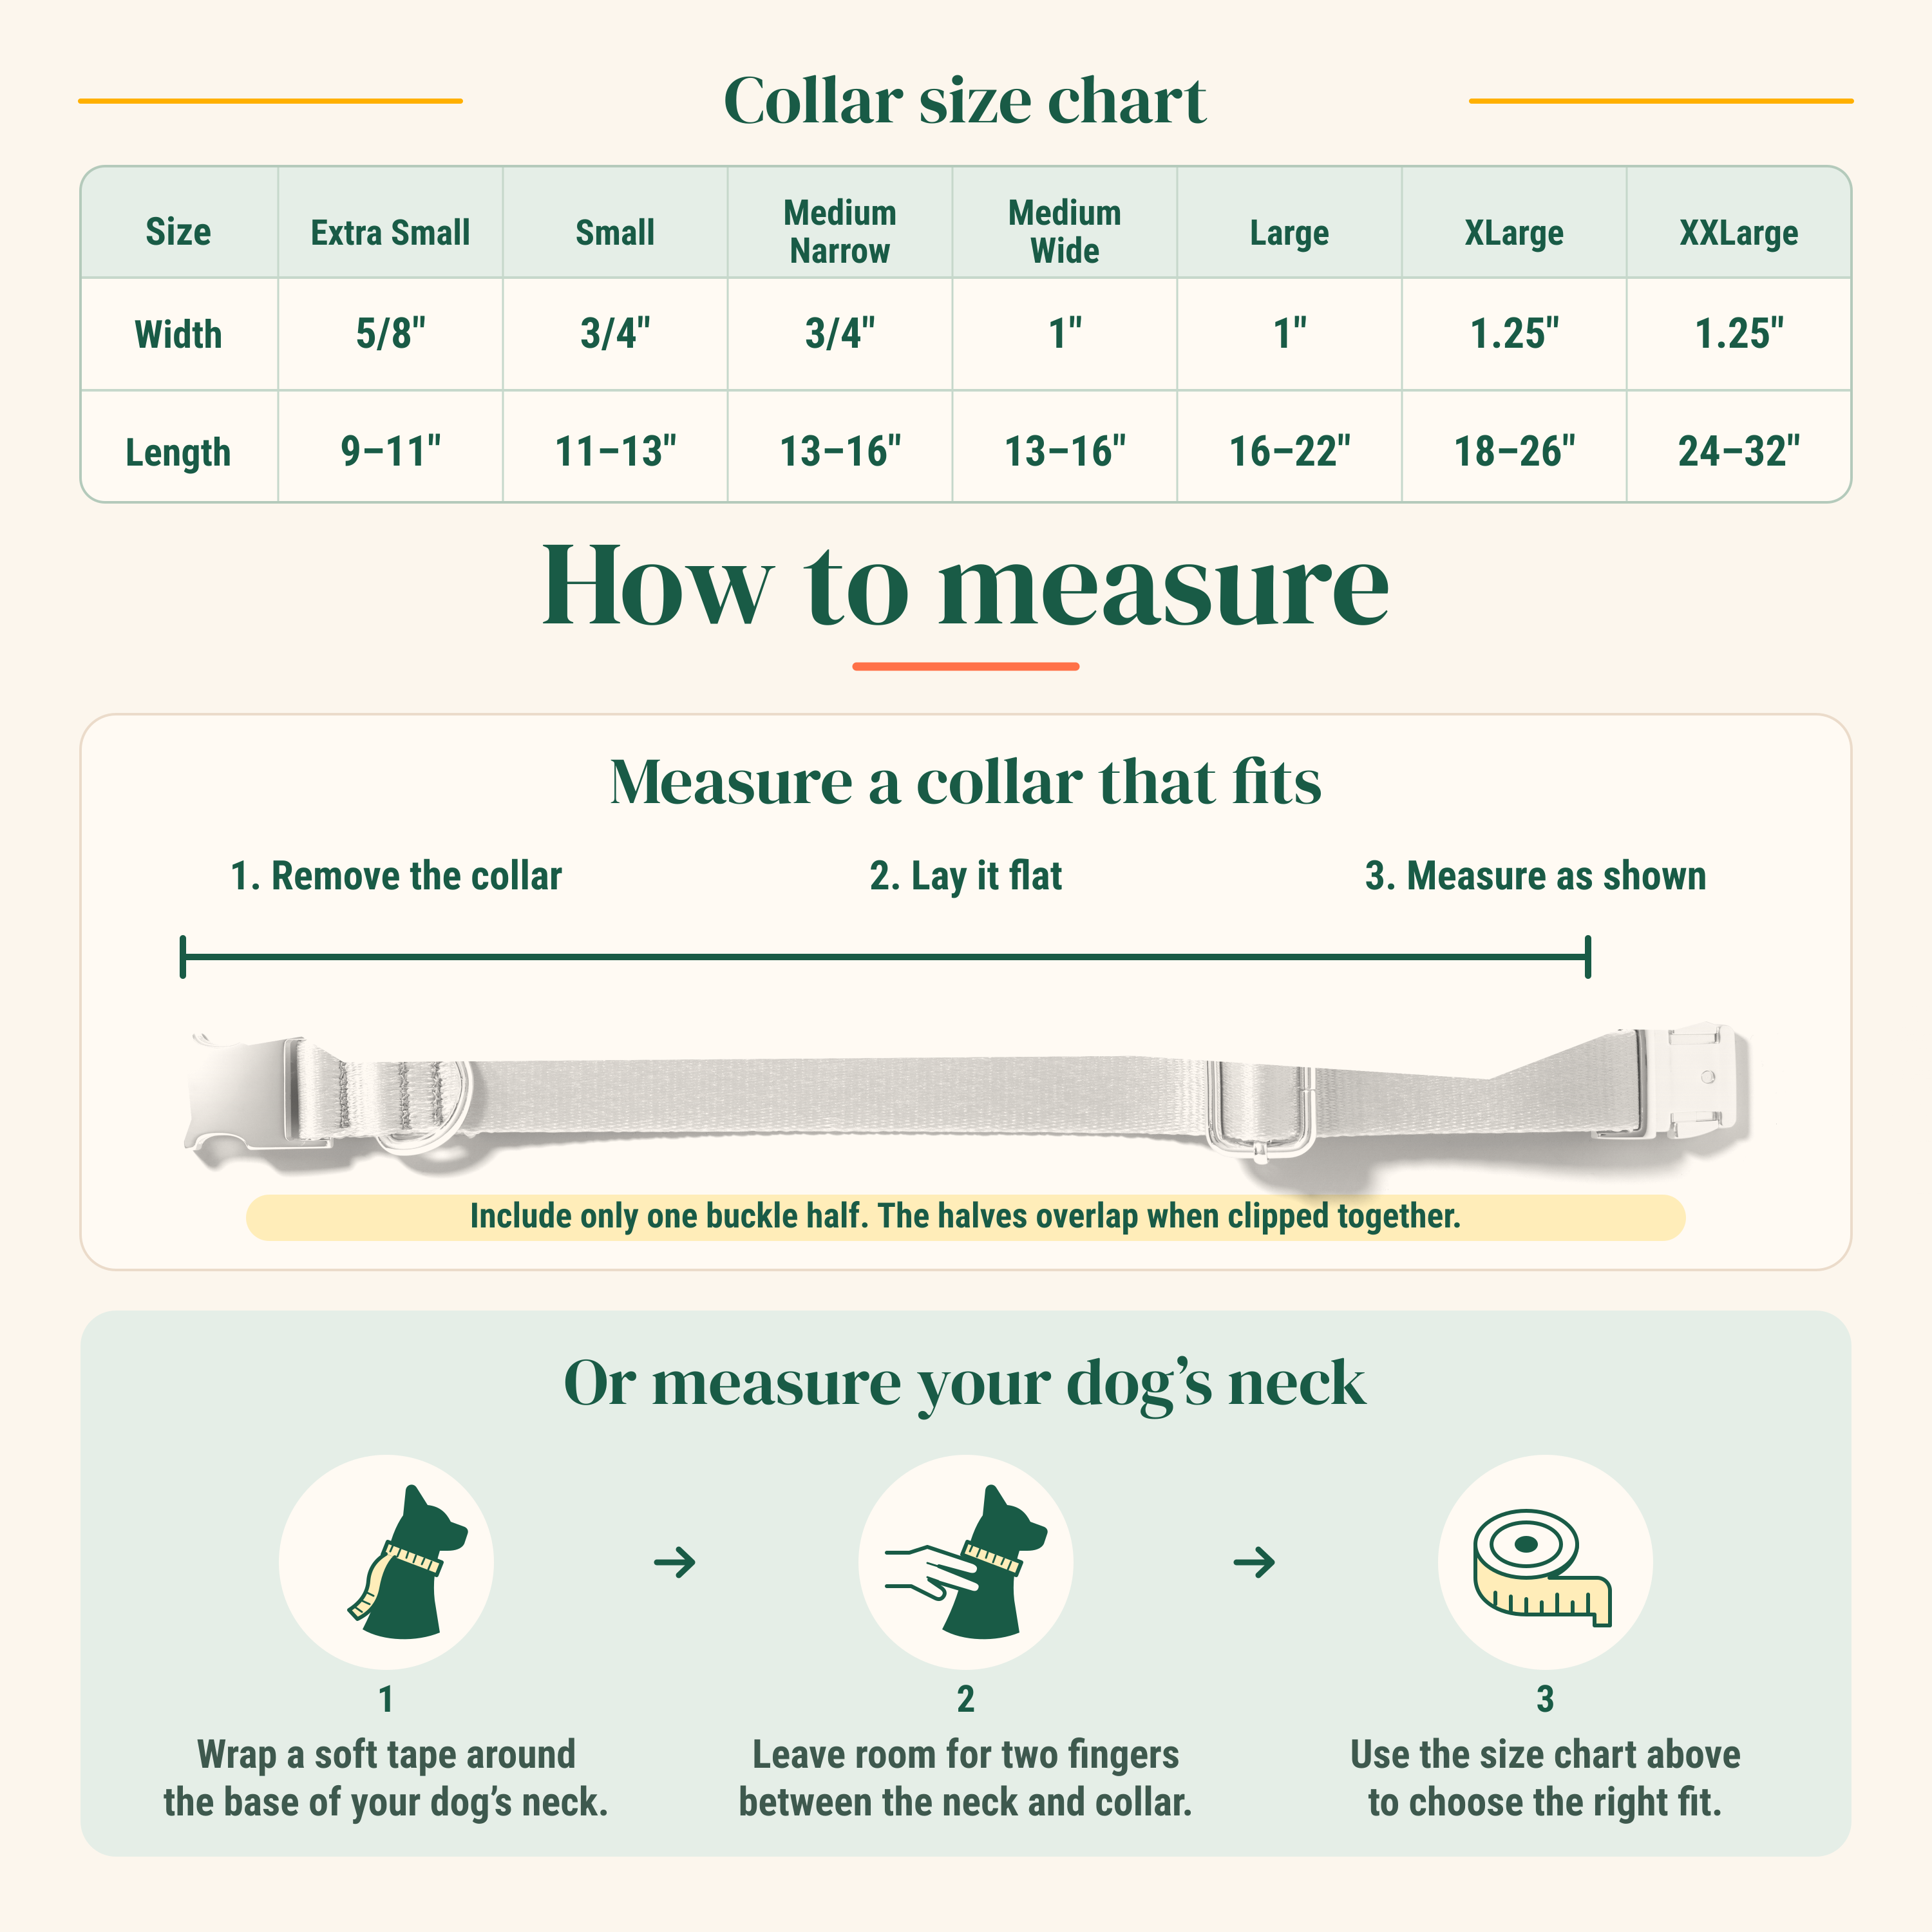 Collar size chart
Size Extra Small Small Medium Narrow Medium Wide Large XLarge XXLarge
Width 5/8" 3/4" 3/4" 1" 1" 1.25" 1.25"
Length 9–11" 11–13" 13–16" 13–16" 16–22" 18–26" 24–32"
How to measure
Measure a collar that fits
1. Remove the collar 2. Lay it flat 3. Measure as shown
Include only one buckle half. The halves overlap when clipped together.
Or measure your dog’s neck
1
Wrap a soft tape around
the base of your dog’s neck.
2
Leave room for two fingers
between the neck and collar.
3
Use the size chart above
to choose the right fit.